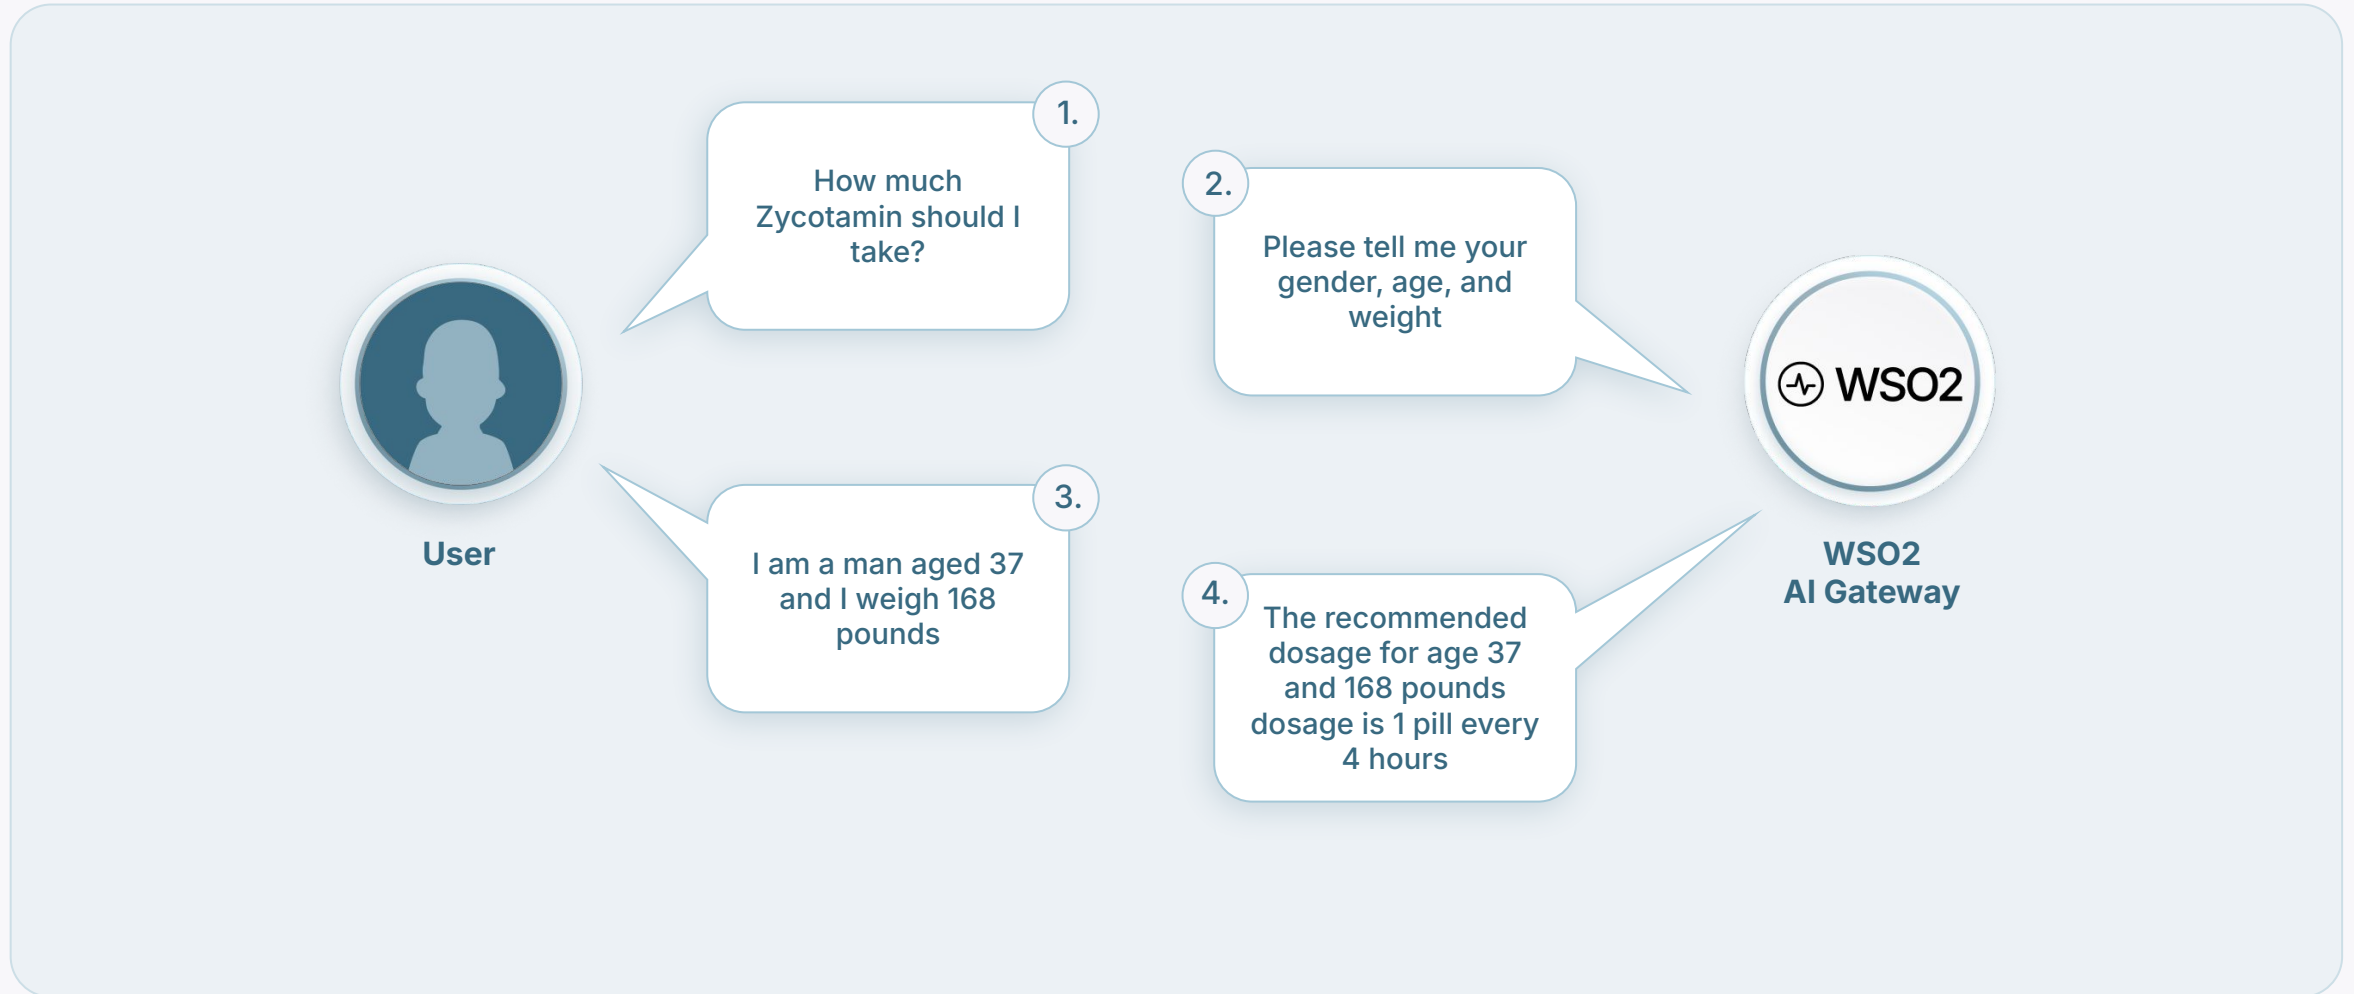 1.
How much
Zycotamin should I
take?
2.
Please tell me your
gender, age, and
weight
WSO2
User
WSO2
AI Gateway
3.
I am a man aged 37
and I weigh 168
pounds
4.
The recommended
dosage for age 37
and 168 pounds
dosage is 1 pill every
4 hours